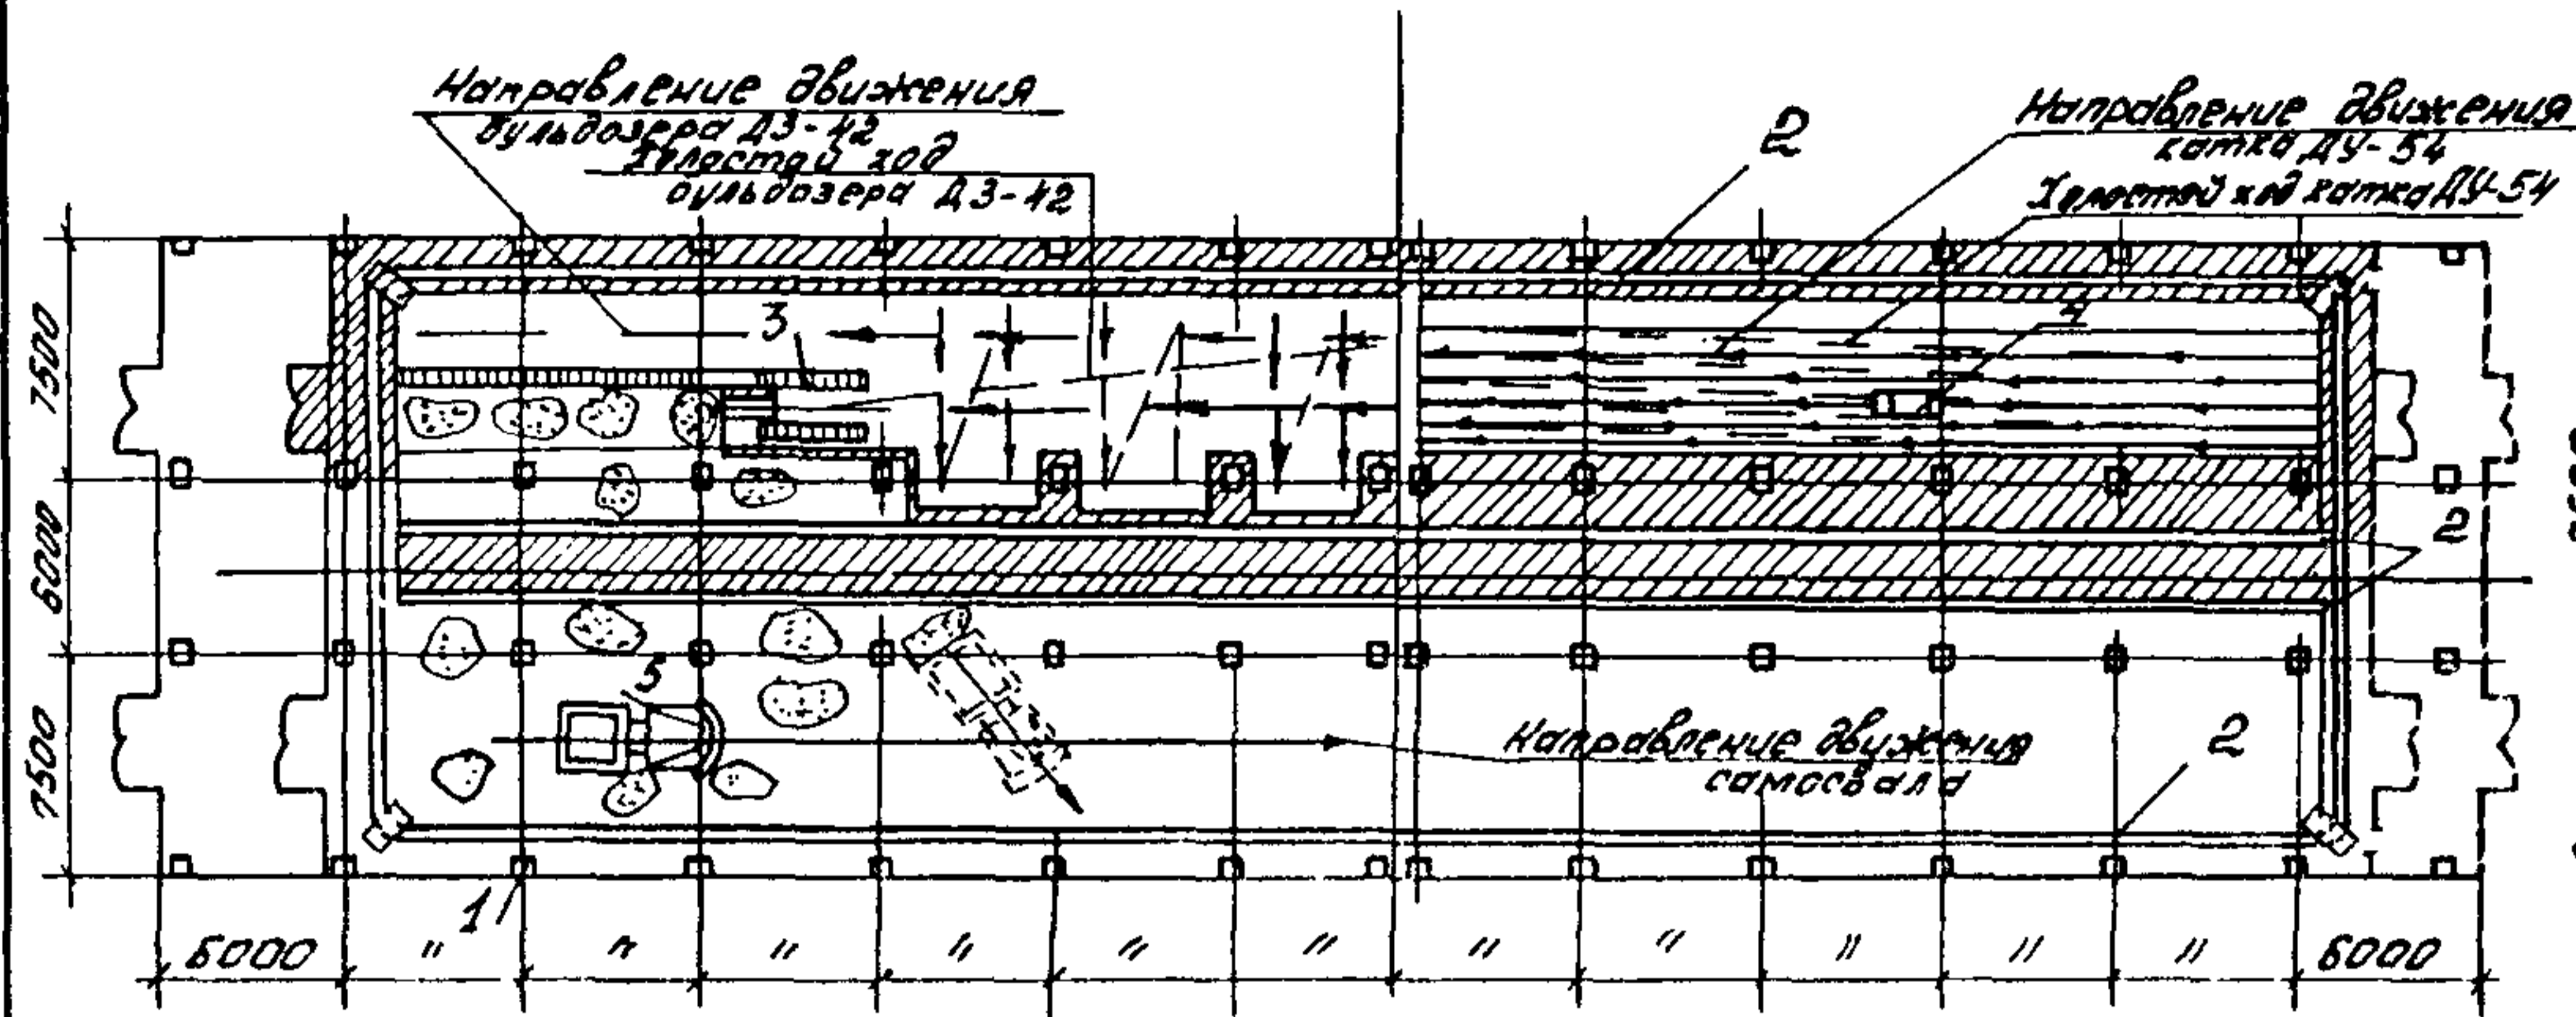 Направление движения
бульдозера ДЗ-42
Холостой ход
бульдозера ДЗ-42
2
Направление движения
катка ДУ-54
Холостой ход катка ДУ-54
3
4
7500
6000
7500
2
5
Направление движения
самосвала
2
1
6000 " " " " " " " " " " " 6000